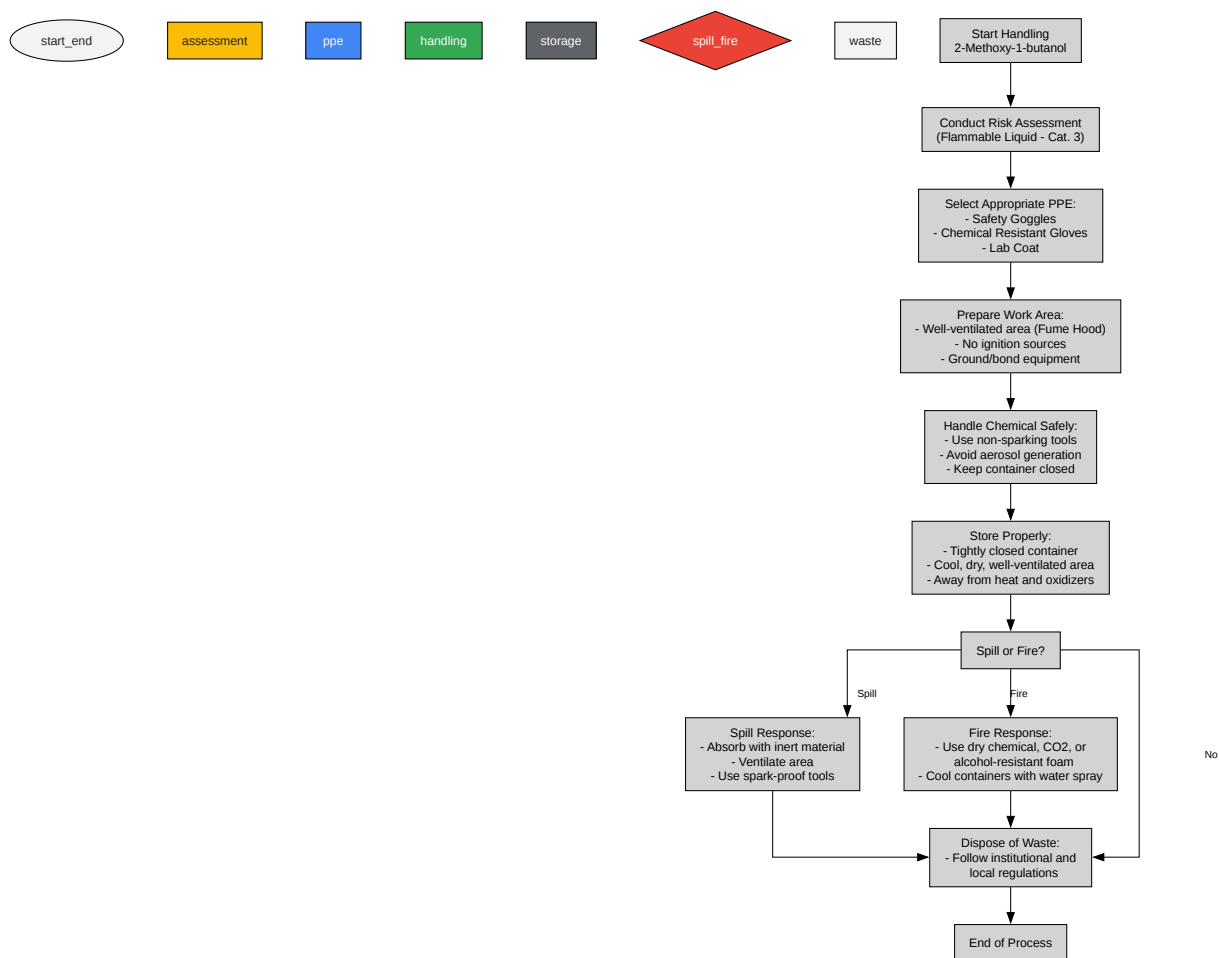 start_end
assessment
ppe
handling
storage
spill_fire
waste
Start Handling
2-Methoxy-1-butanol
Conduct Risk Assessment
(Flammable Liquid - Cat. 3)
Select Appropriate PPE:
- Safety Goggles
- Chemical Resistant Gloves
- Lab Coat
Prepare Work Area:
- Well-ventilated area (Fume Hood)
- No ignition sources
- Ground/bond equipment
Handle Chemical Safely:
- Use non-sparking tools
- Avoid aerosol generation
- Keep container closed
Store Properly:
- Tightly closed container
- Cool, dry, well-ventilated area
- Away from heat and oxidizers
Spill or Fire?
Spill
Fire
No
Spill Response:
- Absorb with inert material
- Ventilate area
- Use spark-proof tools
Fire Response:
- Use dry chemical, CO2, or
alcohol-resistant foam
- Cool containers with water spray
Dispose of Waste:
- Follow institutional and
local regulations
End of Process